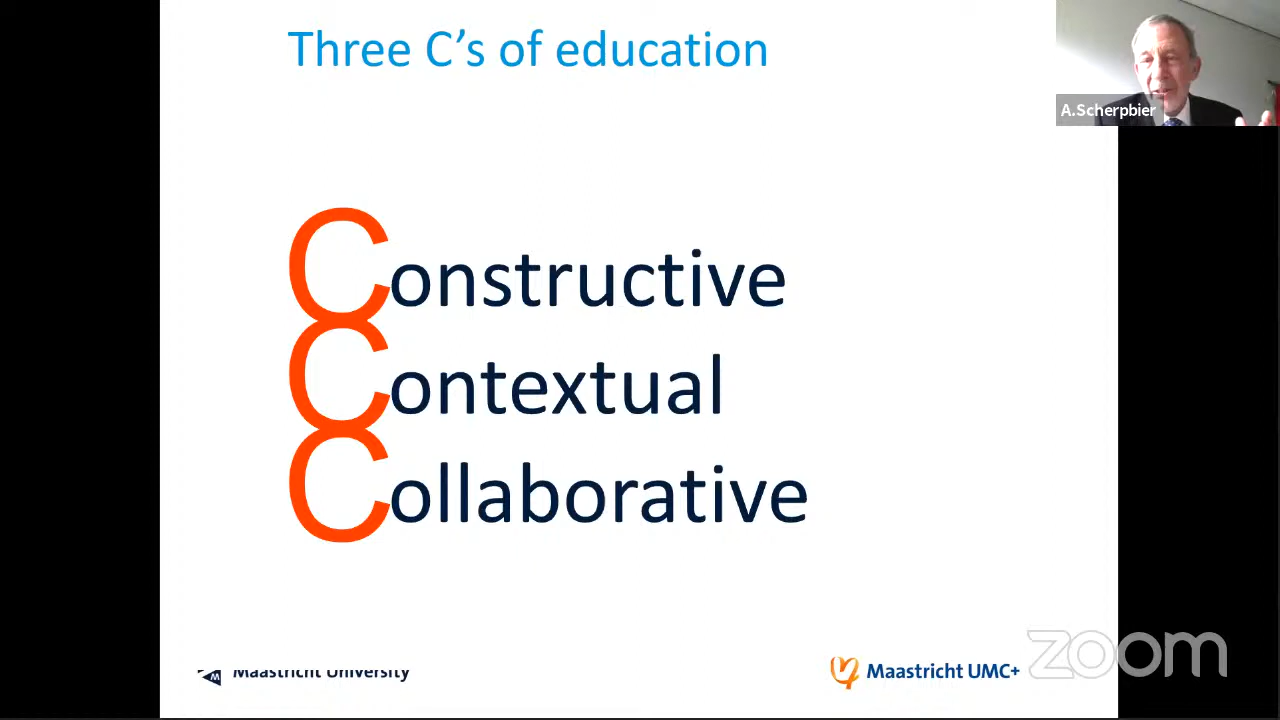 Three C’s of education
A.Scherpbier
Constructive
Contextual
Collaborative
Maastricht University
Maastricht UMC+
zoom